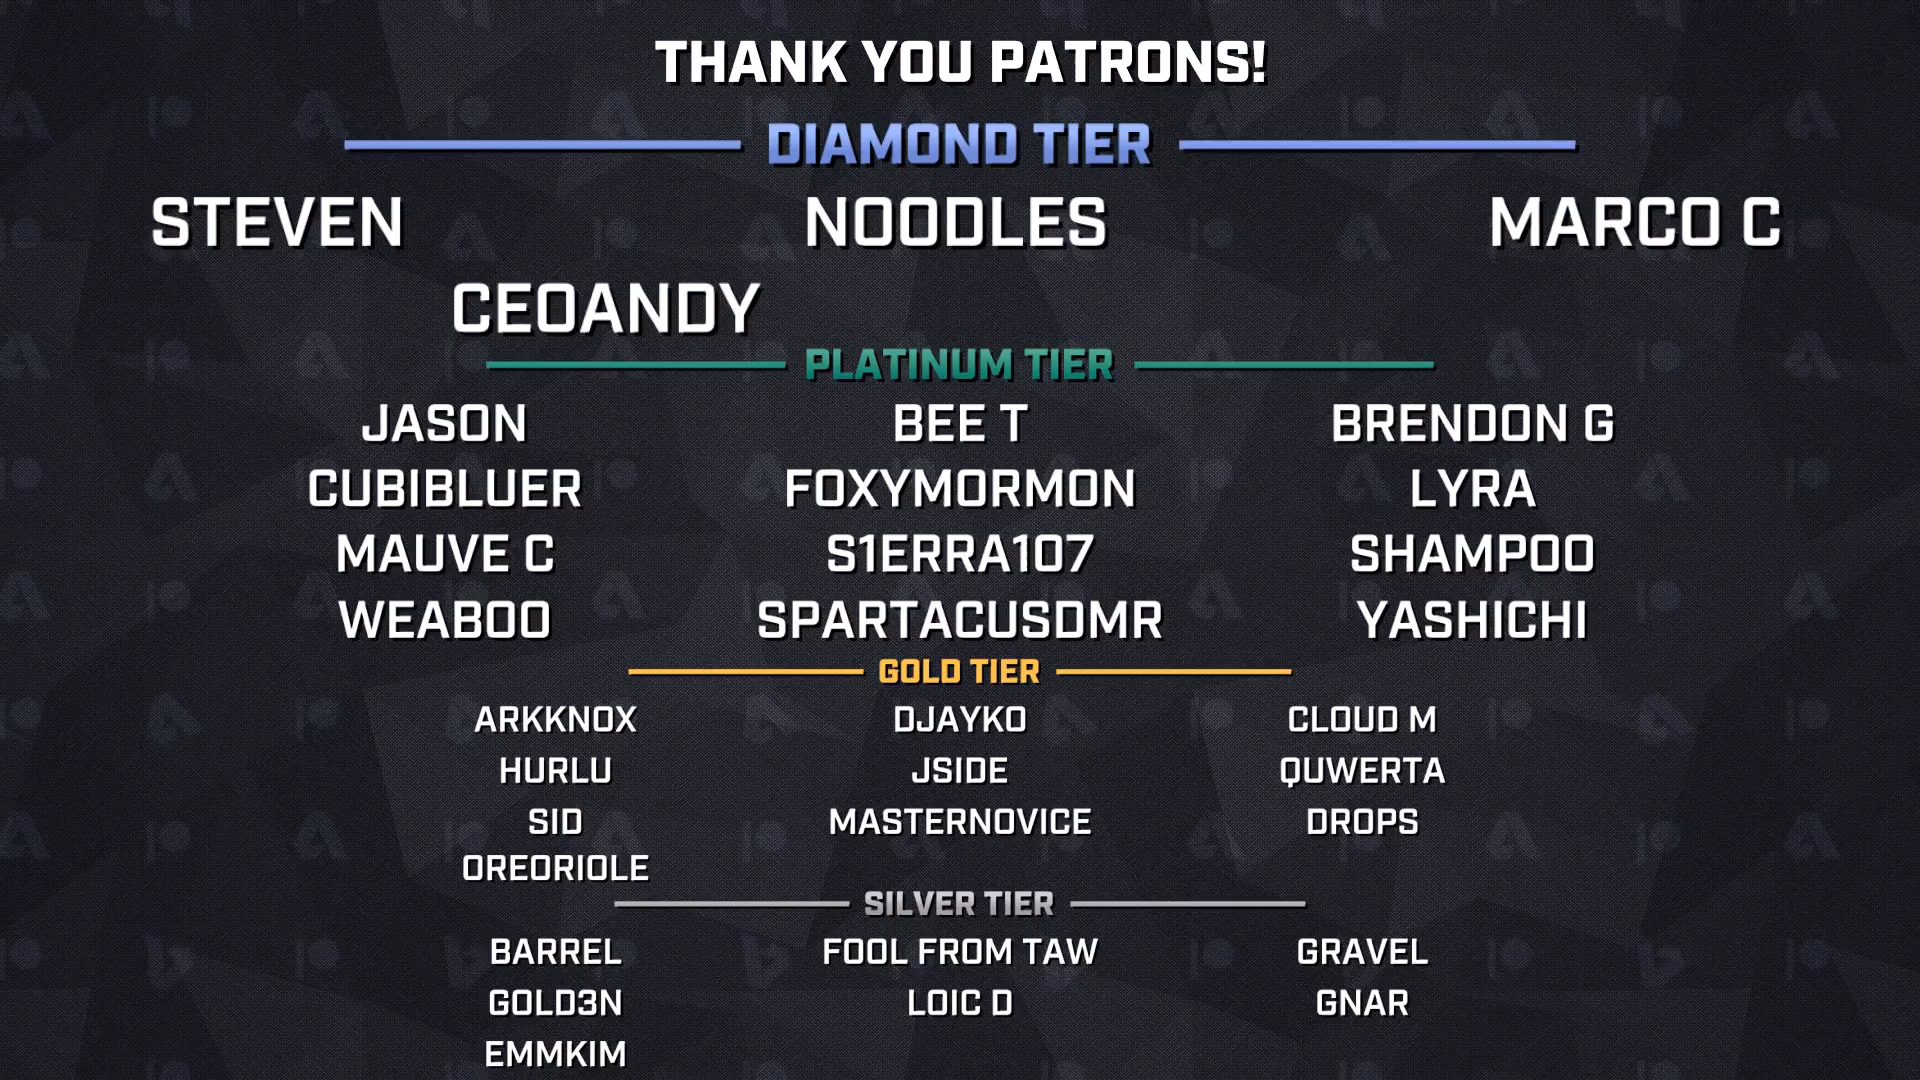 THANK YOU PATRONS!
DIAMOND TIER
STEVEN NOODLES MARCO C
CEOANDY
PLATINUM TIER
JASON BEE T BRENDON G
CUBIBLUER FOXYMORMON LYRA
MAUVE C S1ERRA107 SHAMPOO
WEABOO SPARTACUSDMR YASHICHI
GOLD TIER
ARKKNOX DJAYKO CLOUD M
HURLU JSIDE QUWERTA
SID MASTERNOVICE DROPS
OREORIOLE
SILVER TIER
BARREL FOOL FROM TAW GRAVEL
GOLD3N LOIC D GNAR
EMMKIM